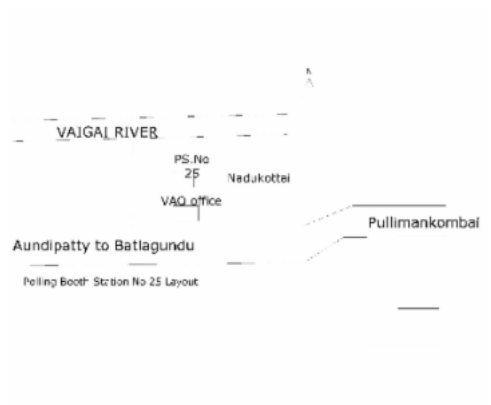 VAIGAI RIVER
PS.No
25
Nadukottai
VAO office
Pullimankombai
Aundipatty to Batlagundu
Polling Booth Station No 25 Layout